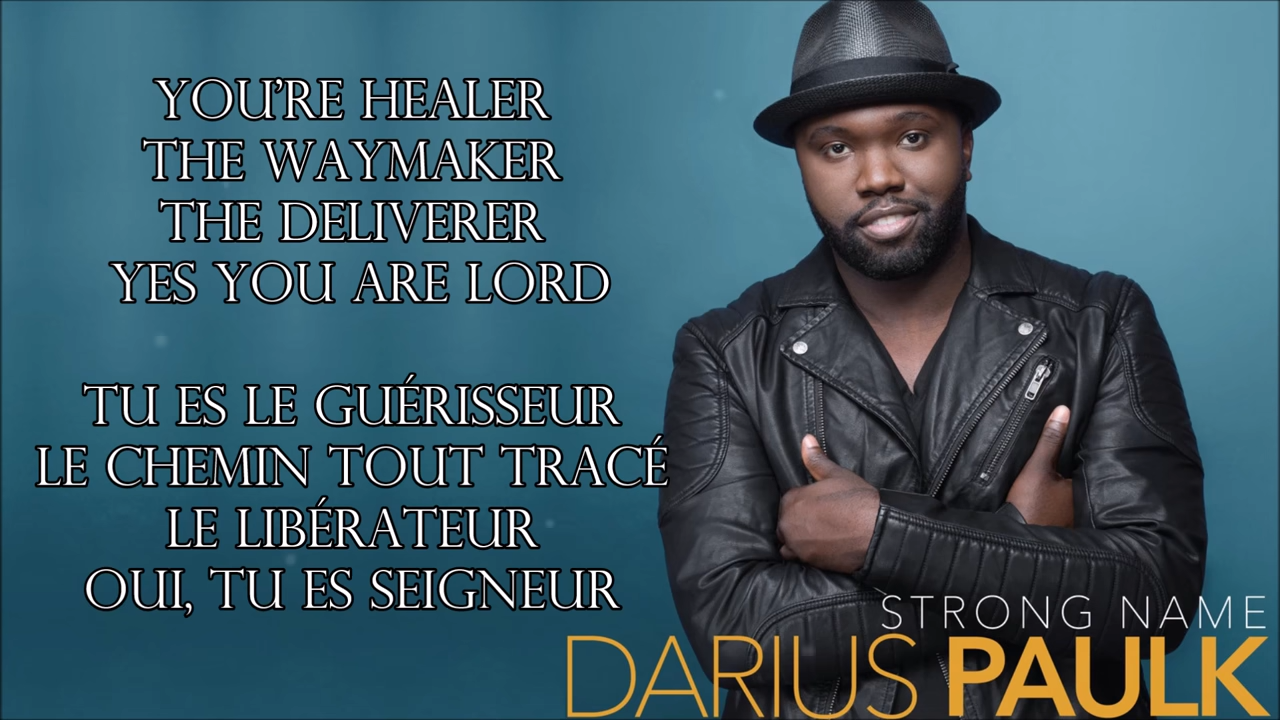 YOU'RE HEALER
THE WAYMAKER
THE DELIVERER
YES YOU ARE LORD
TU ES LE GUÉRISSEUR
LE CHEMIN TOUT TRACÉ
LE LIBÉRATEUR
OUI, TU ES SEIGNEUR
STRONG NAME
DARIUS PAULK